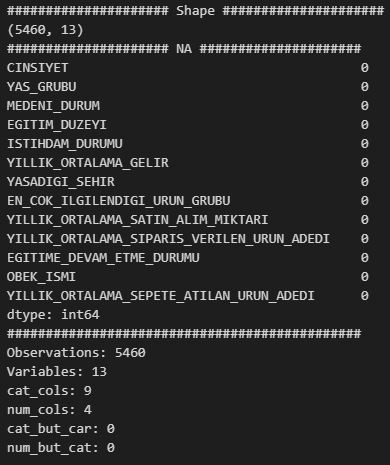 ##################### Shape #####################
(5460, 13)
##################### NA #####################
CINSIYET                                     0
YAS_GRUBU                                    0
MEDENI_DURUM                                 0
EGITIM_DUZEYI                                0
ISTIHDAM_DURUMU                              0
YILLIK_ORTALAMA_GELIR                        0
YASADIGI_SEHIR                               0
EN_COK_ILGILENDIGI_URUN_GRUBU                0
YILLIK_ORTALAMA_SATIN_ALIM_MIKTARI           0
YILLIK_ORTALAMA_SIPARIS_VERILEN_URUN_ADEDI    0
EGITIME_DEVAM_ETME_DURUMU                    0
OBEK_ISMI                                    0
YILLIK_ORTALAMA_SEPETE_ATILAN_URUN_ADEDI     0
dtype: int64
##############################################
Observations: 5460
Variables: 13
cat_cols: 9
num_cols: 4
cat_but_car: 0
num_but_cat: 0